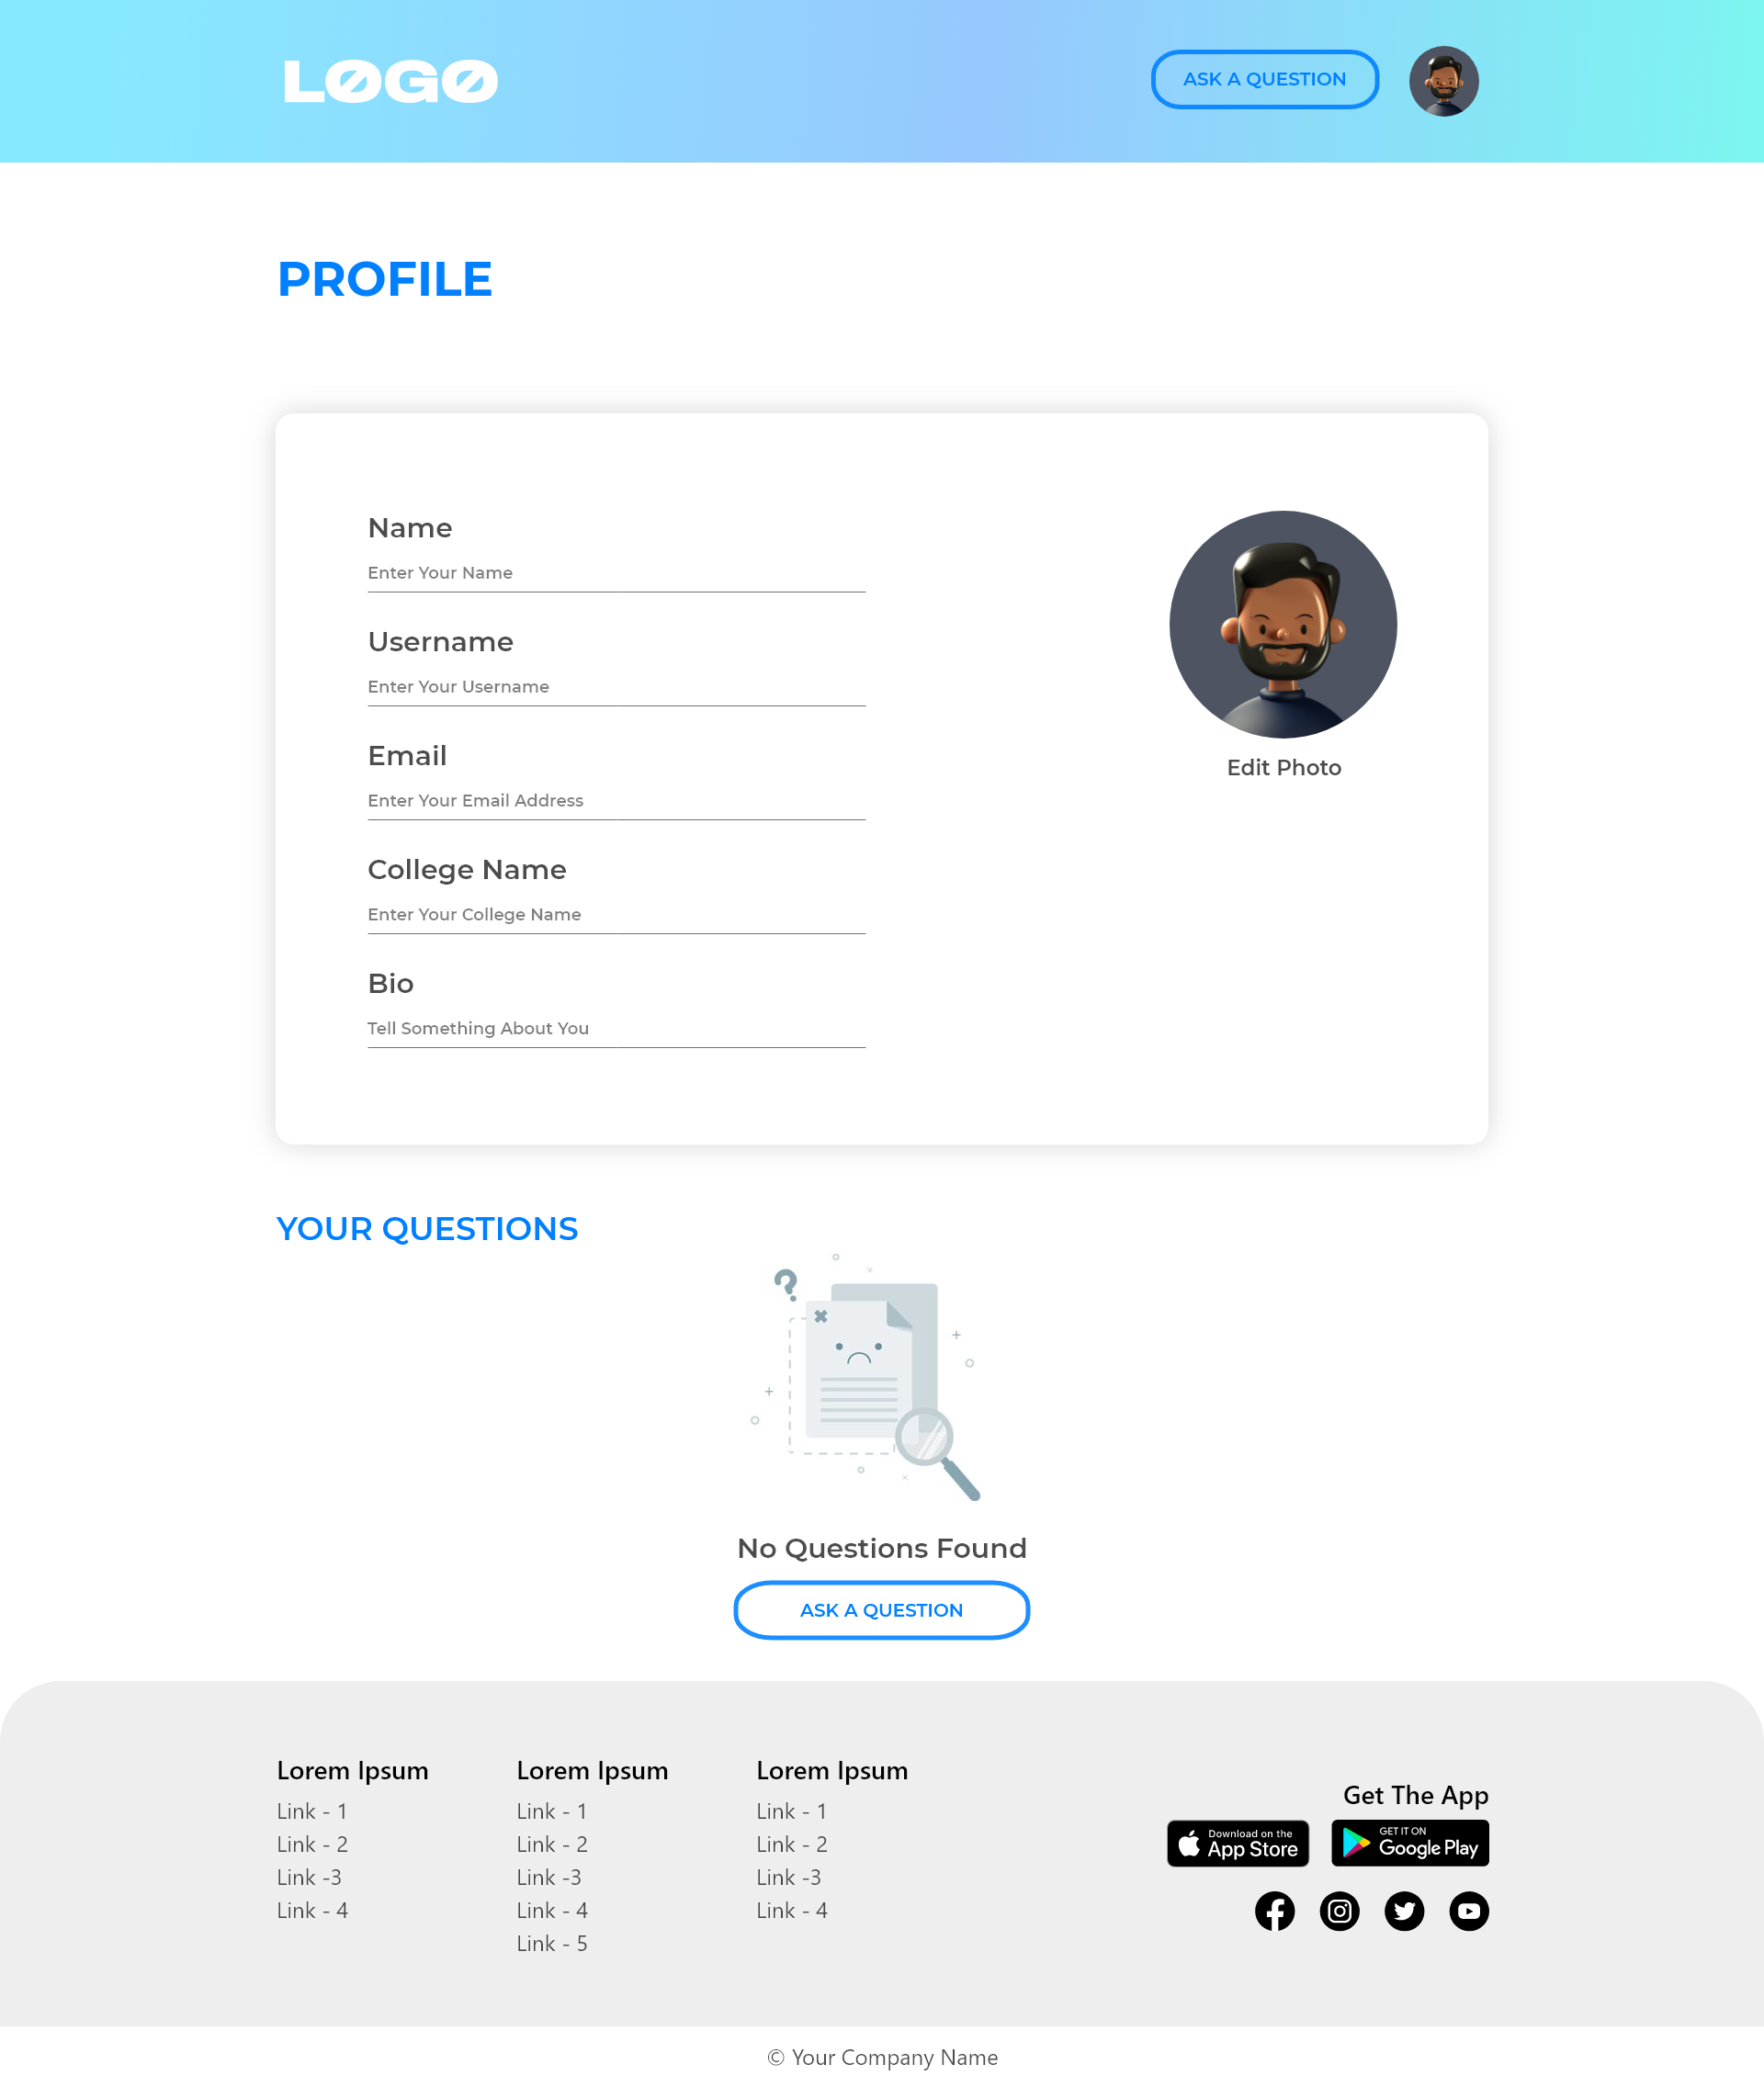 LØGØ
ASK A QUESTION
PROFILE
Name
Enter Your Name
Username
Enter Your Username
Email
Enter Your Email Address
College Name
Enter Your College Name
Bio
Tell Something About You
Edit Photo
YOUR QUESTIONS
?
No Questions Found
ASK A QUESTION
Lorem Ipsum
Link - 1
Link - 2
Link -3
Link - 4
Lorem Ipsum
Link - 1
Link - 2
Link -3
Link - 4
Link - 5
Lorem Ipsum
Link - 1
Link - 2
Link -3
Link - 4
Get The App
Download on the
App Store
GET IT ON
Google Play
© Your Company Name